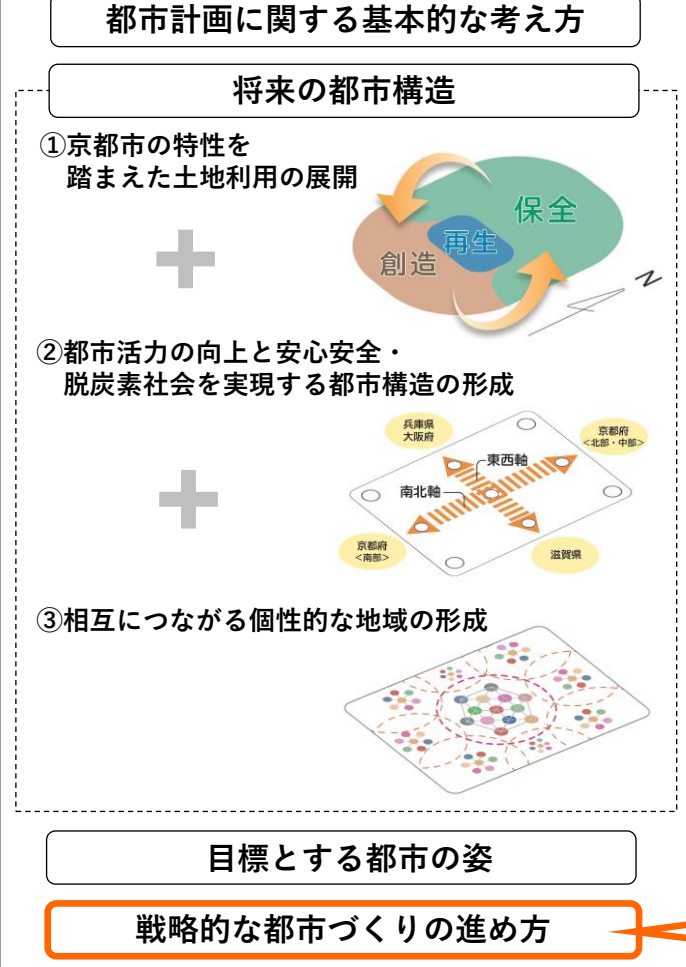 都市計画に関する基本的な考え方
将来の都市構造
①京都市の特性を
踏まえた土地利用の展開
保全
再生
創造
N
②都市活力の向上と安心安全・
脱炭素社会を実現する都市構造の形成
兵庫県
大阪府
京都府
<北部・中部>
東西軸
南北軸
京都府
<南部>
滋賀県
③相互につながる個性的な地域の形成
目標とする都市の姿
戦略的な都市づくりの進め方